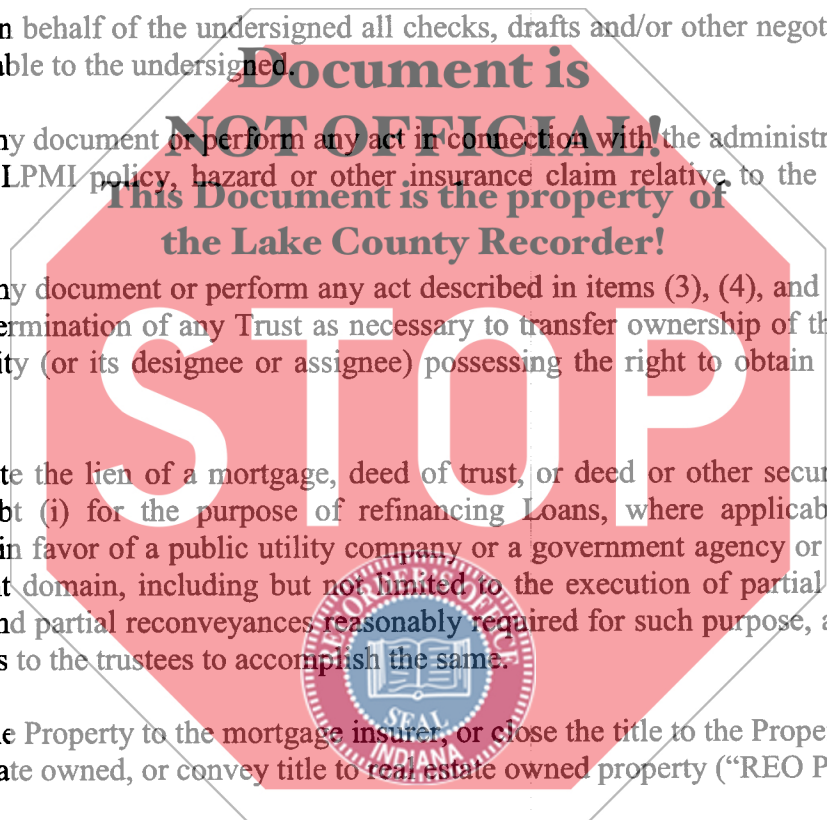 n behalf of the undersigned all checks, drafts and/or other negot
able to the undersigned.
Document is
NOT OFFICIAL!
ny document or perform any act in connection with the administr
LPMI policy, hazard or other insurance claim relative to the
This Document is the property of
the Lake County Recorder!
ny document or perform any act described in items (3), (4), and
ermination of any Trust as necessary to transfer ownership of th
ity (or its designee or assignee) possessing the right to obtain
STOP
te the lien of a mortgage, deed of trust, or deed or other secur
bt (i) for the purpose of refinancing Loans, where applicab
in favor of a public utility company or a government agency or
t domain, including but not limited to the execution of partial
nd partial reconveyances reasonably required for such purpose, a
s to the trustees to accomplish the same.
RECORDER'S OFFICE
SEAL
INDIANA
e Property to the mortgage insurer, or close the title to the Prope
ate owned, or convey title to real estate owned property (“REO P